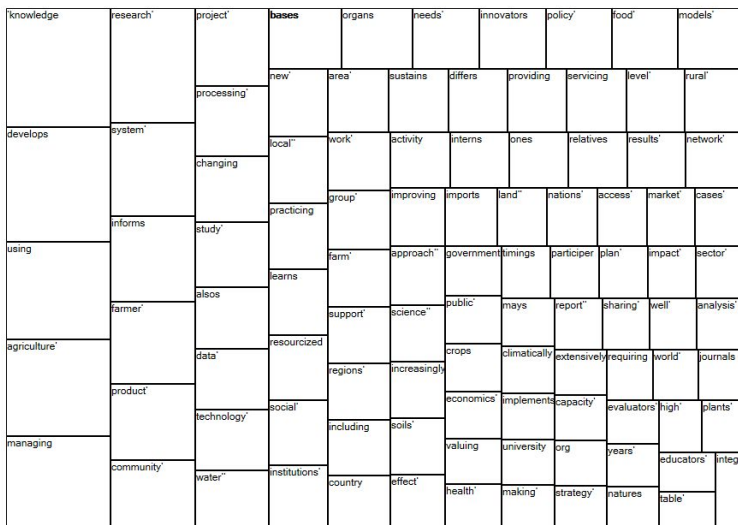 'knowledge
develops
using
agriculture'
managing
research'
system'
informs
farmer'
product'
community'
project'
processing'
changing
study'
alsos
data'
technology'
water''
bases
organs
needs'
innovators
policy'
food'
models'
new'
local''
practicing
learns
resourcized
social'
institutions'
area'
sustains
differs
providing
servicing
level'
rural'
work'
group'
farm'
support'
regions'
including
country
activity
interns
ones
relatives
results'
network'
improving
imports
land''
nations'
access'
market'
cases'
approach''
science''
increasingly
soils'
effect'
government
public'
crops
economics'
valuing
health'
timings
participer
plan'
impact'
sector'
mays
climatically
implements
university
making'
report''
sharing'
well'
analysis'
extensively
capacity'
org
strategy'
requiring
world'
journals
evaluators'
years'
natures
high'
plants'
educators'
integ
table'